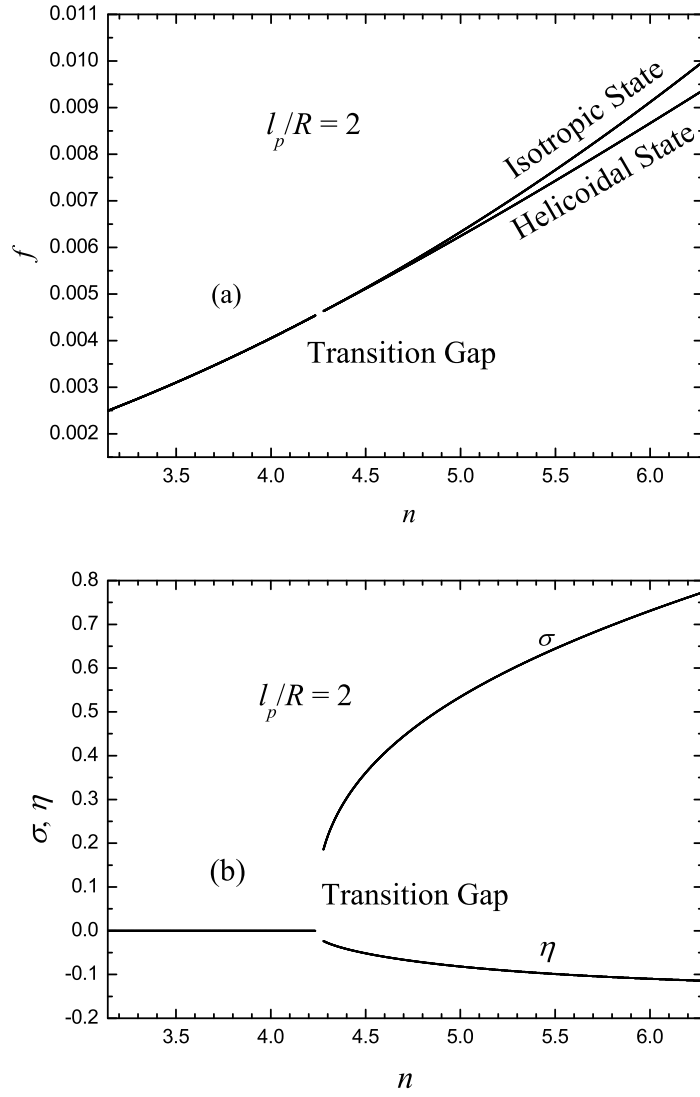 0.011
0.010
0.009
0.008
0.007
0.006
0.005
0.004
0.003
0.002
f
l_p/R = 2
Isotropic State
Helicoidal State
(a)
Transition Gap
3.5 4.0 4.5 5.0 5.5 6.0
n
0.8
0.7
0.6
0.5
0.4
0.3
0.2
0.1
0.0
-0.1
-0.2
σ, η
σ
l_p/R = 2
(b)
Transition Gap
η
3.5 4.0 4.5 5.0 5.5 6.0
n